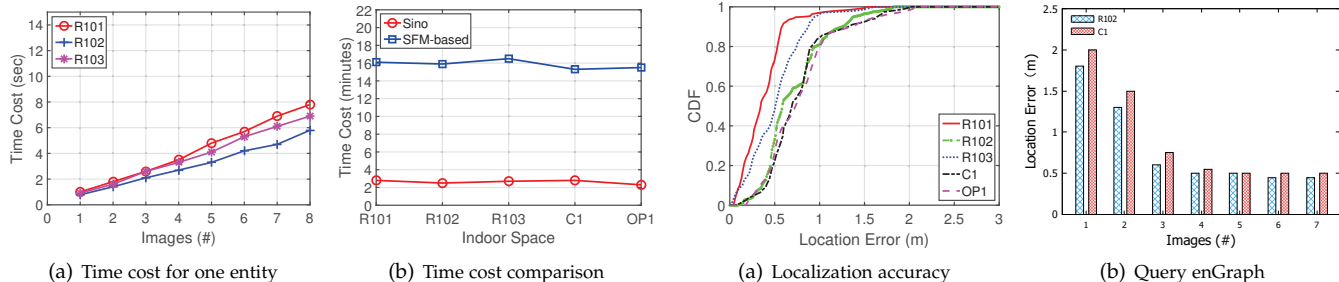 14
12
10
8
6
4
2
0
Time Cost (sec)
R101
R102
R103
0 1 2 3 4 5 6 7 8
Images (#)
(a) Time cost for one entity
22
20
18
16
14
12
10
8
6
4
2
0
Time Cost (minutes)
Sino
SFM-based
R101 R102 R103 C1 OP1
Indoor Space
(b) Time cost comparison
1
0.8
0.6
0.4
0.2
0
CDF
R101
R102
R103
C1
OP1
0 0.5 1 1.5 2 2.5 3
Location Error (m)
(a) Localization accuracy
2.5
2
1.5
1
0.5
0
Location Error (m)
R102
C1
1 2 3 4 5 6 7
Images (#)
(b) Query enGraph